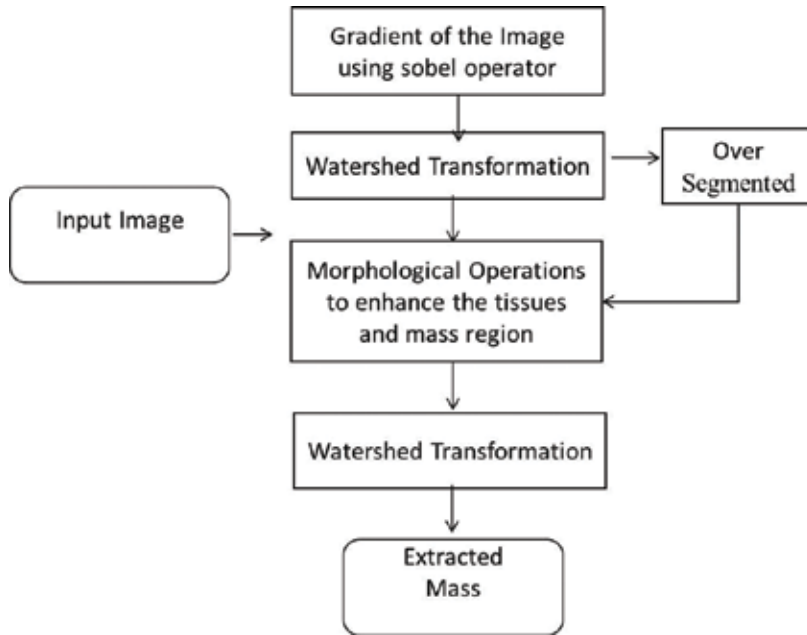 Gradient of the Image
using sobel operator
Watershed Transformation
Over
Segmented
Input Image
Morphological Operations
to enhance the tissues
and mass region
Watershed Transformation
Extracted
Mass